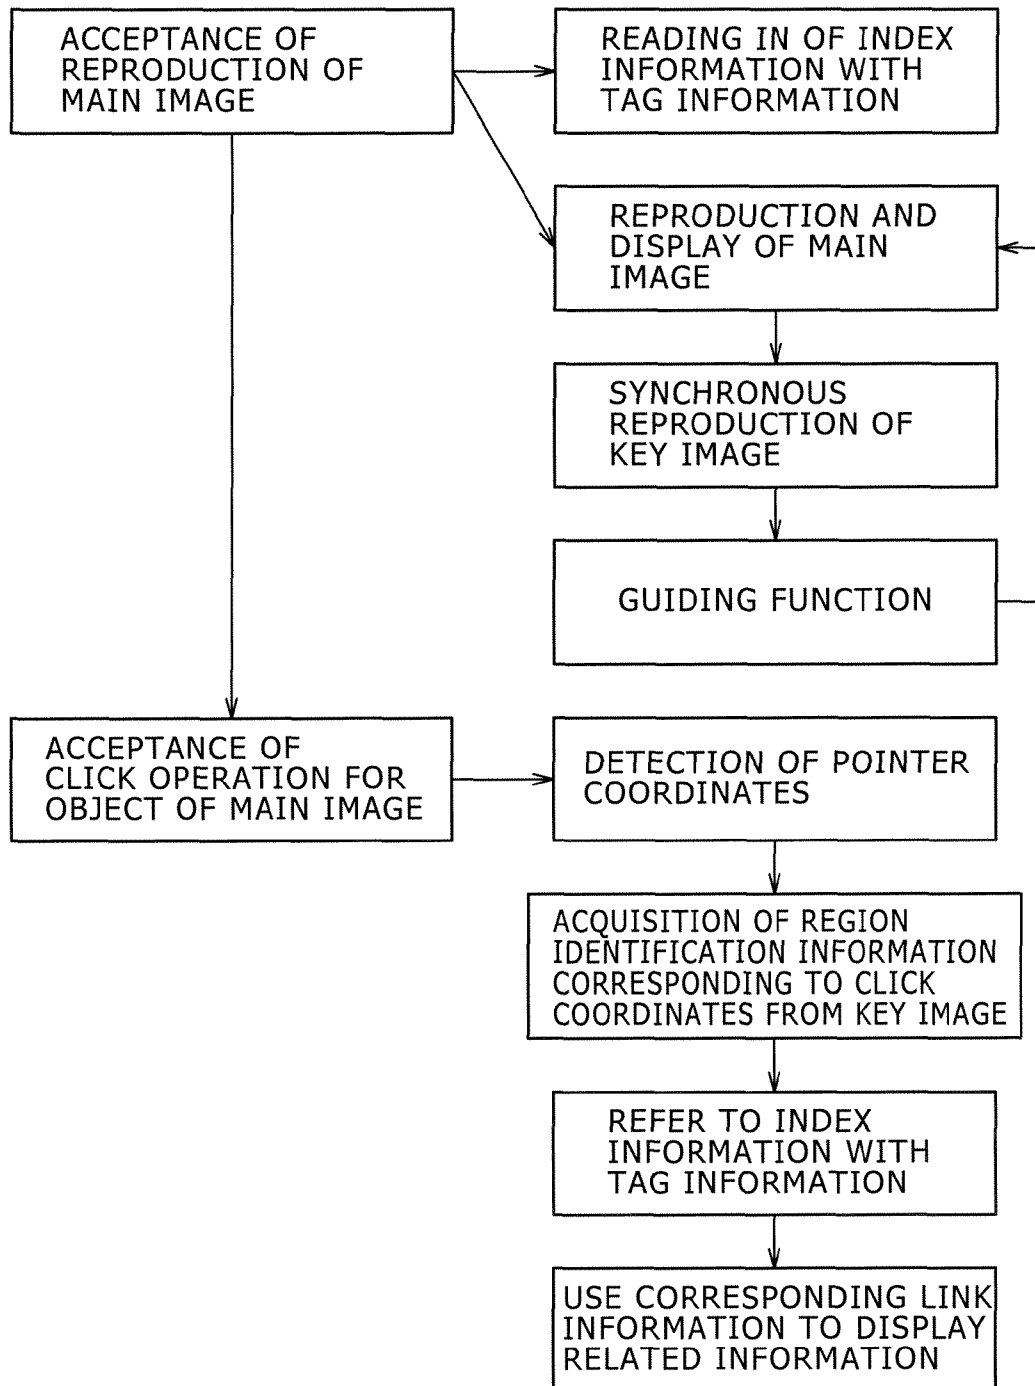 ACCEPTANCE OF
REPRODUCTION OF
MAIN IMAGE
READING IN OF INDEX
INFORMATION WITH
TAG INFORMATION
REPRODUCTION AND
DISPLAY OF MAIN
IMAGE
SYNCHRONOUS
REPRODUCTION OF
KEY IMAGE
GUIDING FUNCTION
ACCEPTANCE OF
CLICK OPERATION FOR
OBJECT OF MAIN IMAGE
DETECTION OF POINTER
COORDINATES
ACQUISITION OF REGION
IDENTIFICATION INFORMATION
CORRESPONDING TO CLICK
COORDINATES FROM KEY IMAGE
REFER TO INDEX
INFORMATION WITH
TAG INFORMATION
USE CORRESPONDING LINK
INFORMATION TO DISPLAY
RELATED INFORMATION